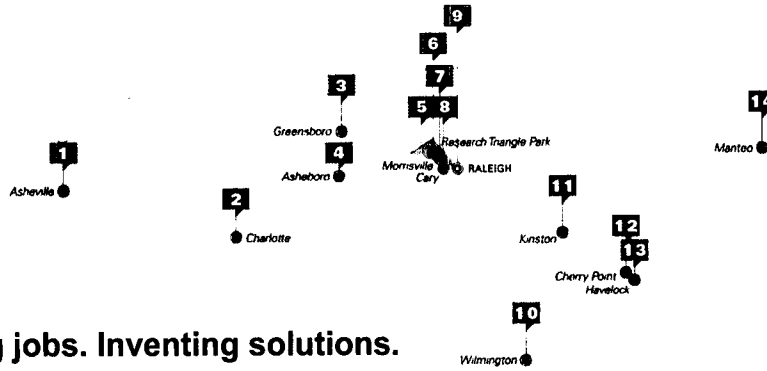 9
6
3
7
5 8
14
Greensboro
Research Triangle Park
1
4
Morrisville
RALEIGH
Manteo
Asheville
Asheboro
Cary
2
11
Charlotte
Kinston
12
13
Cherry Point
Havelock
10
jobs. Inventing solutions.
Wilmington